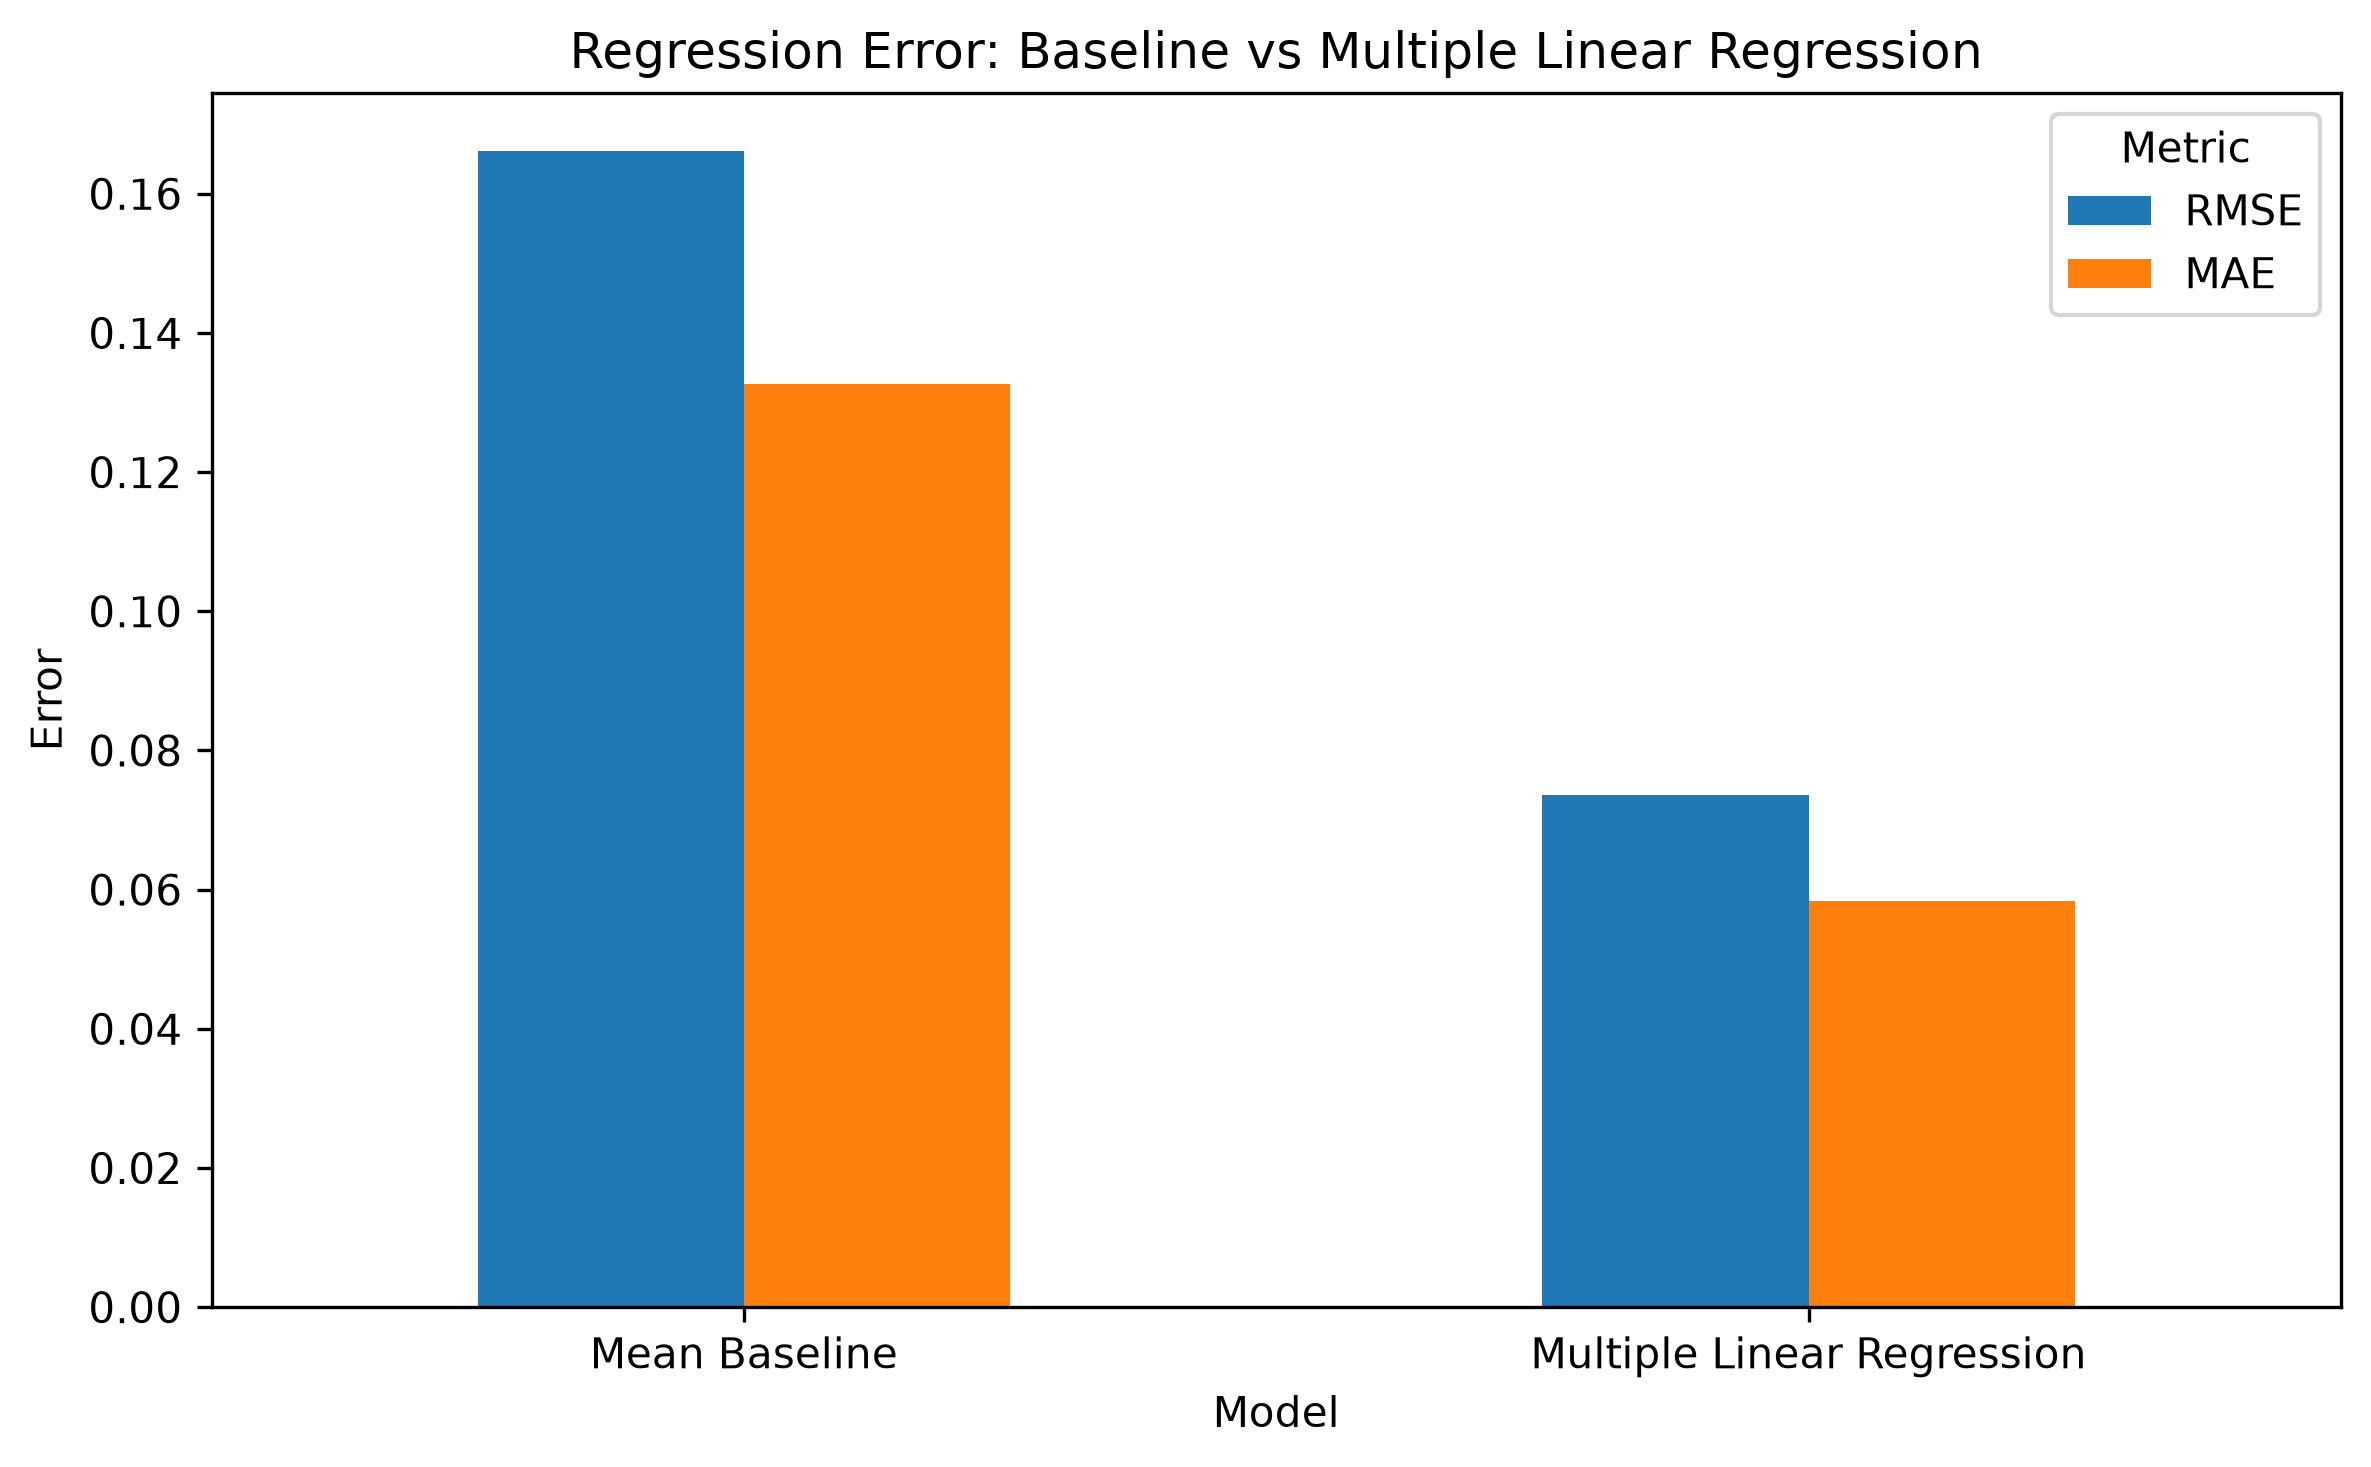 Regression Error: Baseline vs Multiple Linear Regression
Metric
RMSE
MAE
0.16
0.14
0.12
0.10
0.08
0.06
0.04
0.02
0.00
Error
Mean Baseline
Multiple Linear Regression
Model